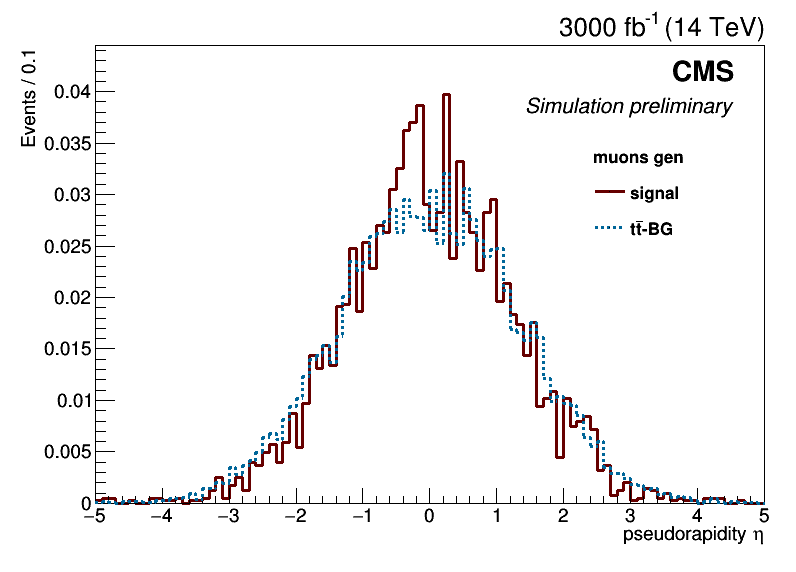 3000 fb-1 (14 TeV)
CMS
Simulation preliminary
muons gen
signal
tt̄-BG
Events / 0.1
0.04
0.035
0.03
0.025
0.02
0.015
0.01
0.005
0
−5 −4 −3 −2 −1 0 1 2 3 4 5
pseudorapidity η